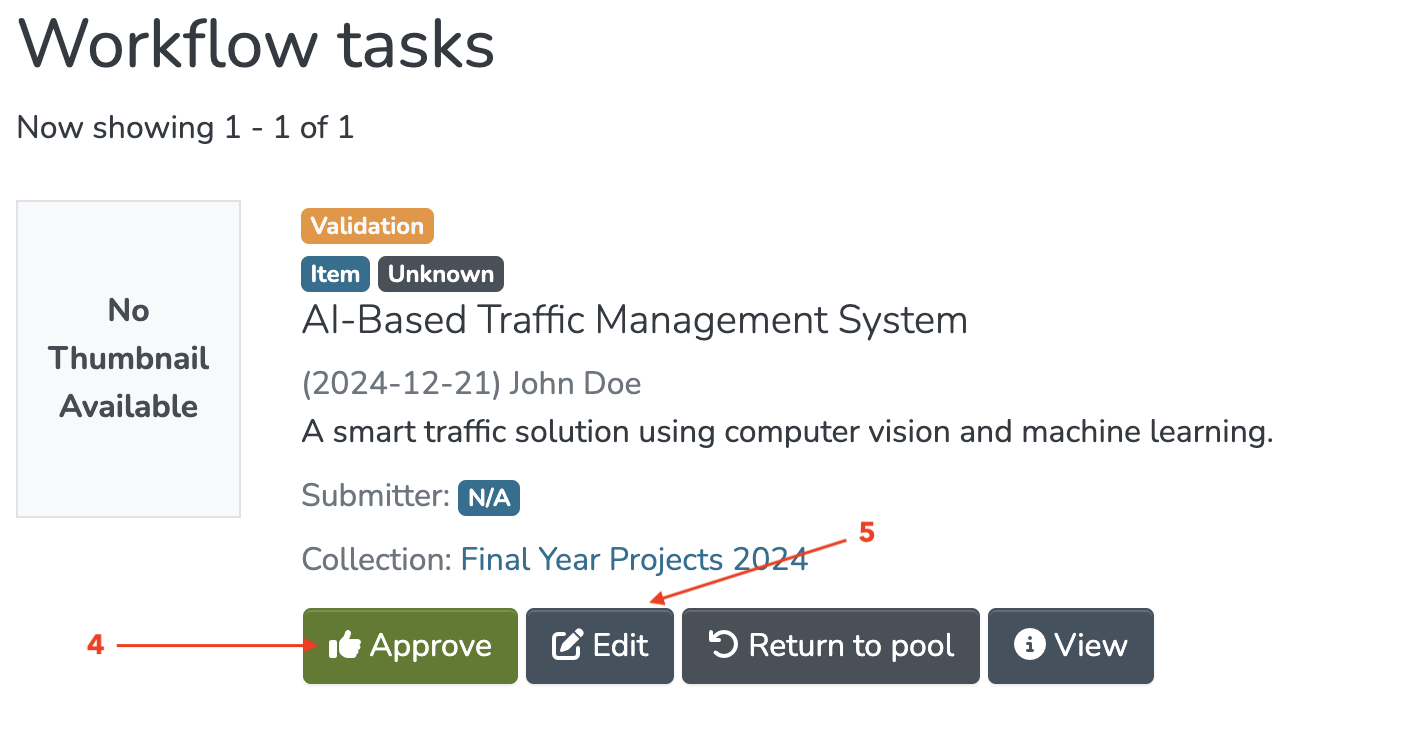 Workflow tasks
Now showing 1 - 1 of 1
No
Thumbnail
Available
Validation
Item Unknown
AI-Based Traffic Management System
(2024-12-21) John Doe
A smart traffic solution using computer vision and machine learning.
Submitter: N/A
5
Collection: Final Year Projects 2024
4 Approve Edit Return to pool View